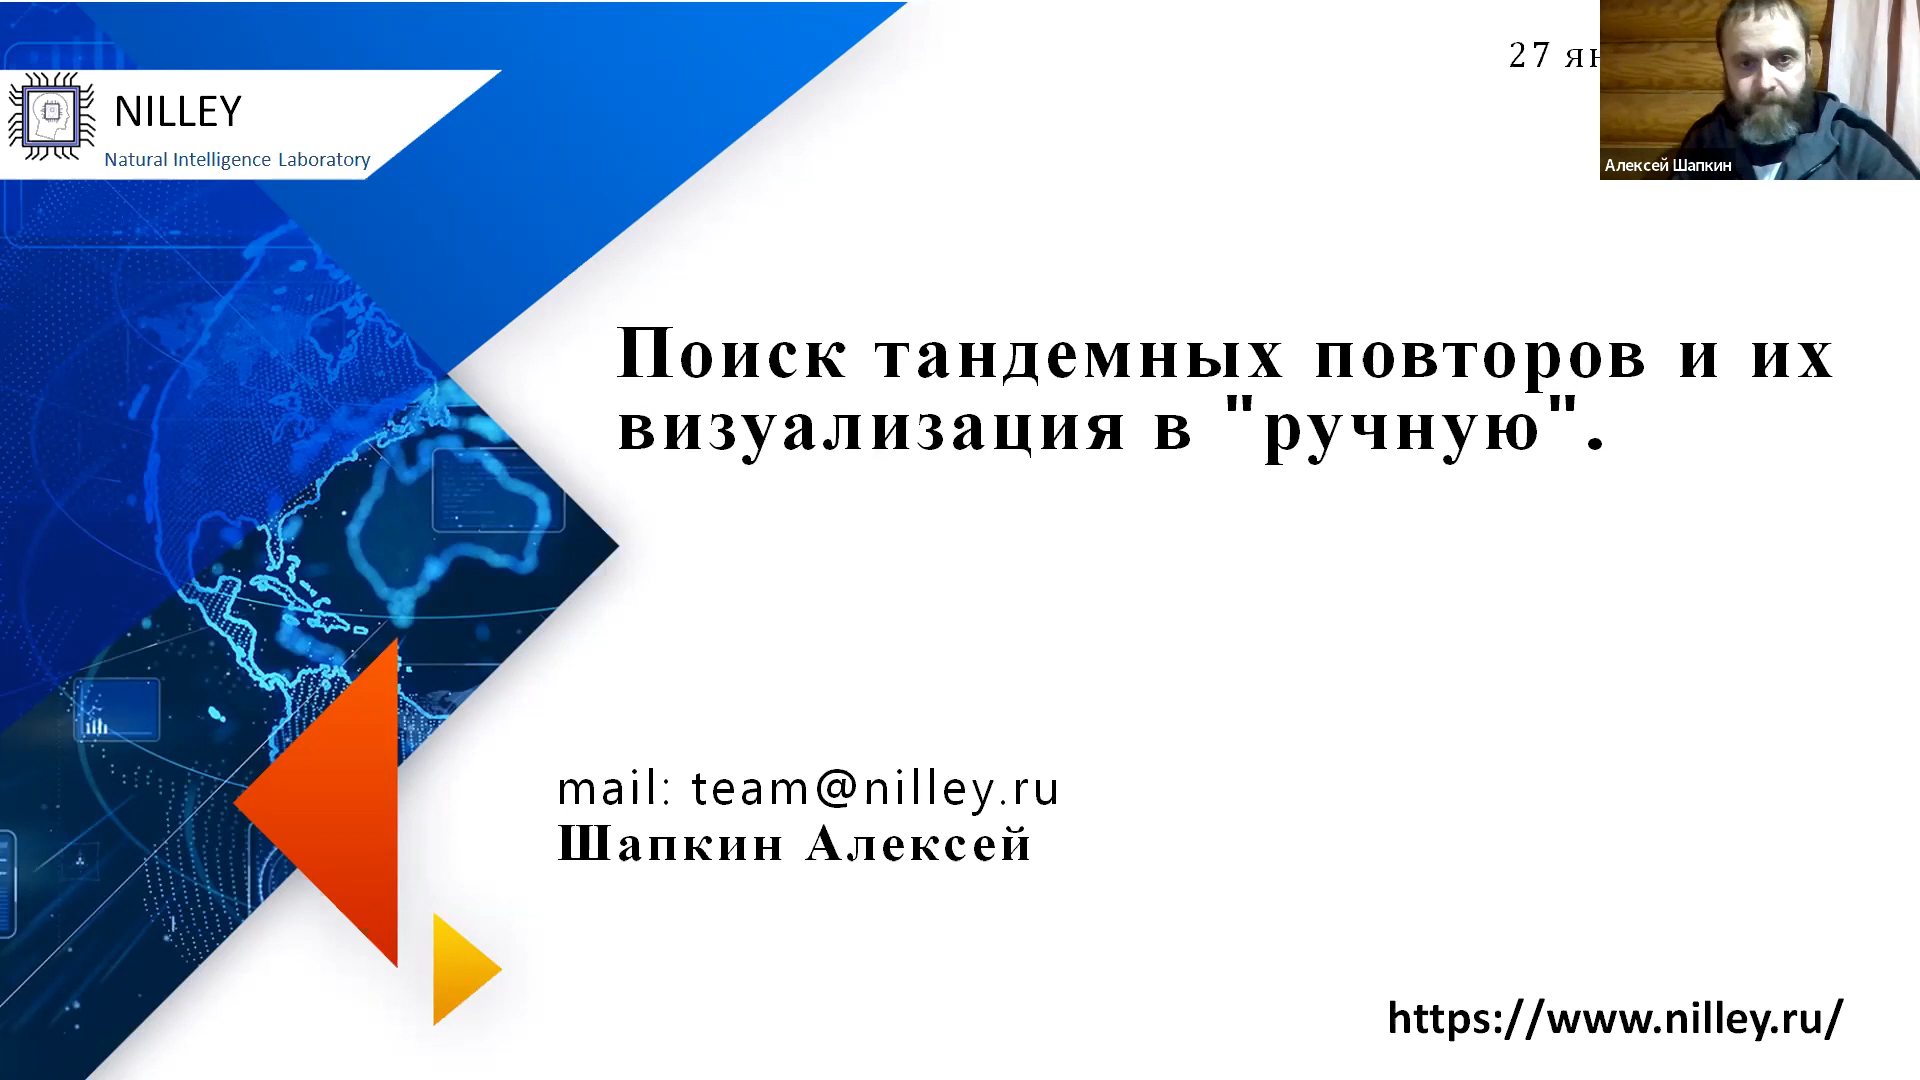 NILLEY
Natural Intelligence Laboratory
27
Алексей Шапкин
Поиск тандемных повторов и их
визуализация в "ручную".
mail: team@nilley.ru
Шапкин Алексей
https://www.nilley.ru/